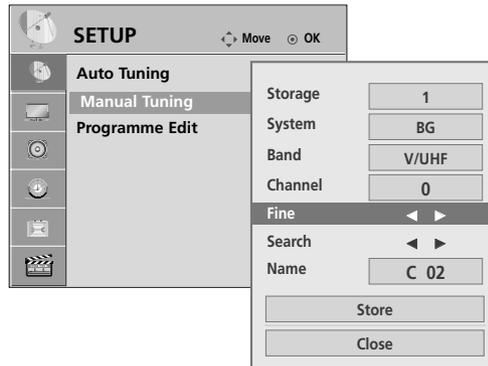 SETUP Move OK
Auto Tuning
Manual Tuning
Programme Edit
Storage 1
System BG
Band V/UHF
Channel 0
Fine ◀ ▶
Search ◀ ▶
Name C 02
Store
Close